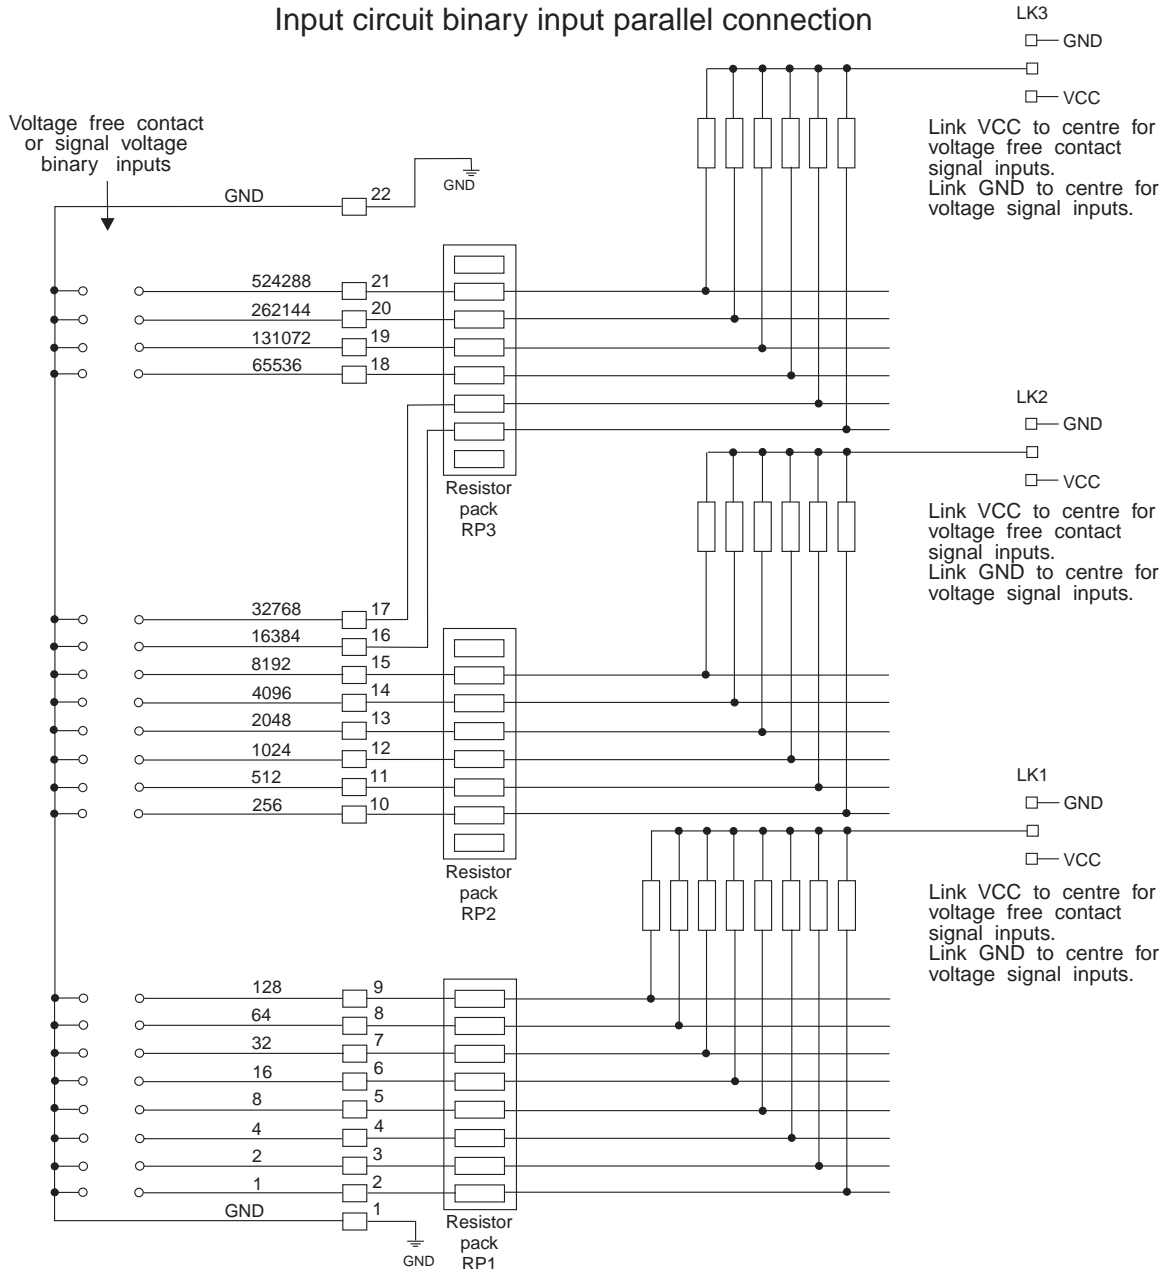 Input circuit binary input parallel connection
LK3
GND
VCC
Link VCC to centre for
voltage free contact
signal inputs.
Link GND to centre for
voltage signal inputs.
Voltage free contact
or signal voltage
binary inputs
GND 22
GND
524288 21
262144 20
131072 19
65536 18
Resistor
pack
RP3
LK2
GND
VCC
Link VCC to centre for
voltage free contact
signal inputs.
Link GND to centre for
voltage signal inputs.
32768 17
16384 16
8192 15
4096 14
2048 13
1024 12
512 11
256 10
Resistor
pack
RP2
LK1
GND
VCC
Link VCC to centre for
voltage free contact
signal inputs.
Link GND to centre for
voltage signal inputs.
128 9
64 8
32 7
16 6
8 5
4 4
2 3
1 2
GND 1
GND
Resistor
pack
RP1